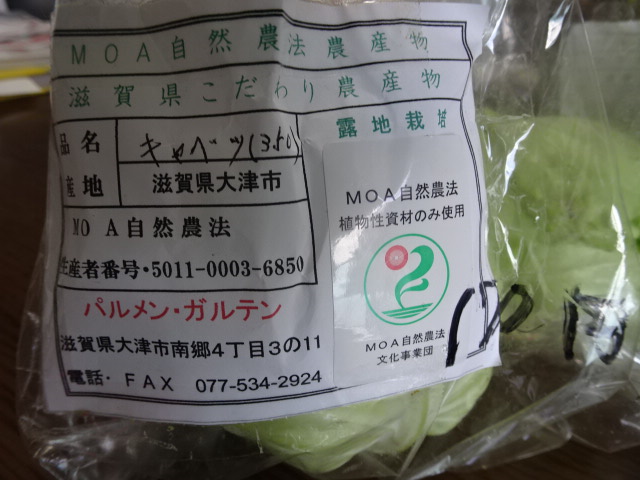 MOA自然農法農産物
滋賀県こだわり農産物
品名 キャベツ(350)
露地栽培
産地 滋賀県大津市
MOA自然農法
生産者番号・5011-0003-6850
パルメン・ガルテン
滋賀県大津市南郷4丁目3の11
電話・FAX 077-534-2924
MOA自然農法
植物性資材のみ使用
MOA自然農法
文化事業団